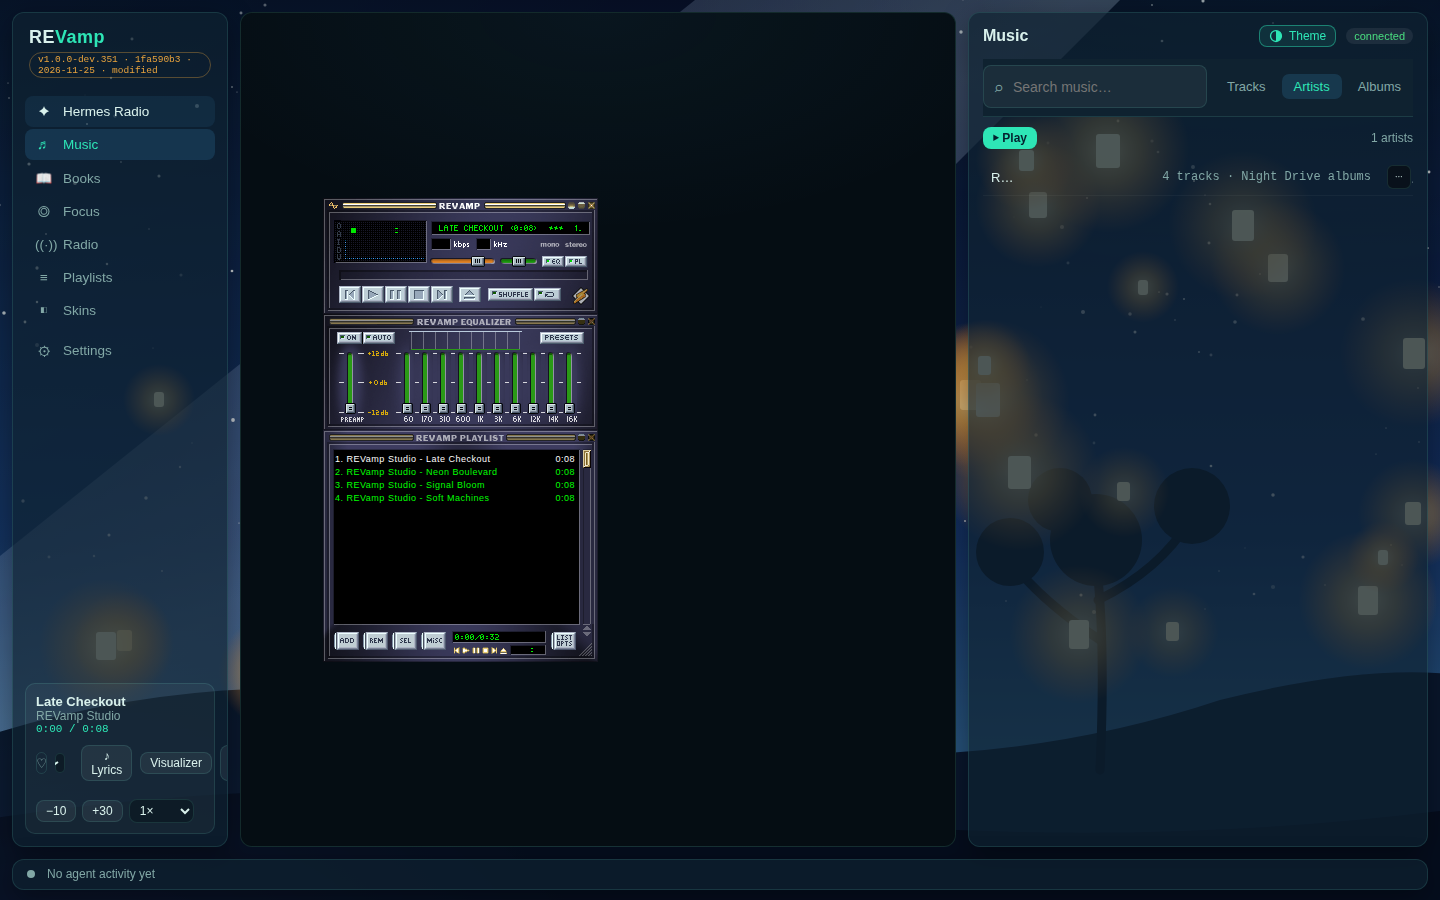 REVamp
v1.0.0-dev.351 · 1fa590b3 ·
2026-11-25 · modified
Hermes Radio
Music
Books
Focus
Radio
Playlists
Skins
Settings
Late Checkout
REVamp Studio
0:00 / 0:08
Lyrics
Visualizer
−10
+30
1×
REVAMP
LATE CHECKOUT (0:08) *** 1.
kbps
kHz
mono
stereo
EQ
PL
SHUFFLE
REVAMP EQUALIZER
ON
AUTO
PRESETS
+12db
+0db
-12db
PREAMP
60 170 310 600 1K 3K 6K 12K 14K 16K
REVAMP PLAYLIST
1. REVamp Studio - Late Checkout 0:08
2. REVamp Studio - Neon Boulevard 0:08
3. REVamp Studio - Signal Bloom 0:08
4. REVamp Studio - Soft Machines 0:08
ADD
REM
SEL
MISC
0:00/0:32
LIST
OPTS
Music
Theme
connected
Search music…
Tracks
Artists
Albums
Play
1 artists
R…
4 tracks · Night Drive albums
···
No agent activity yet